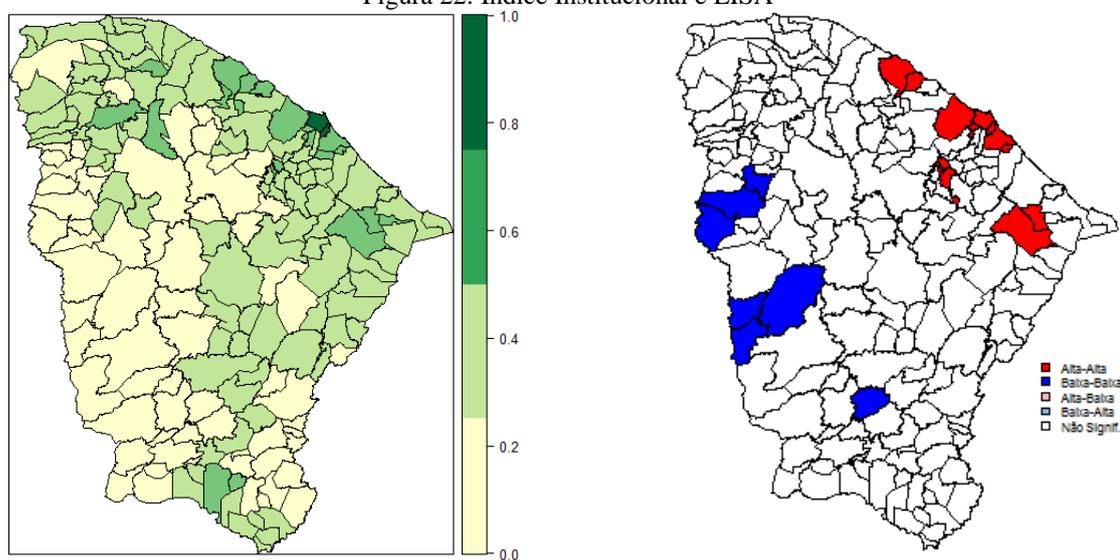 Figura 22: Índice Institucional e LISA
1.0
0.8
0.6
0.4
0.2
0.0
Alta-Alta
Baixa-Baixa
Alta-Baixa
Baixa-Alta
Não Signif.